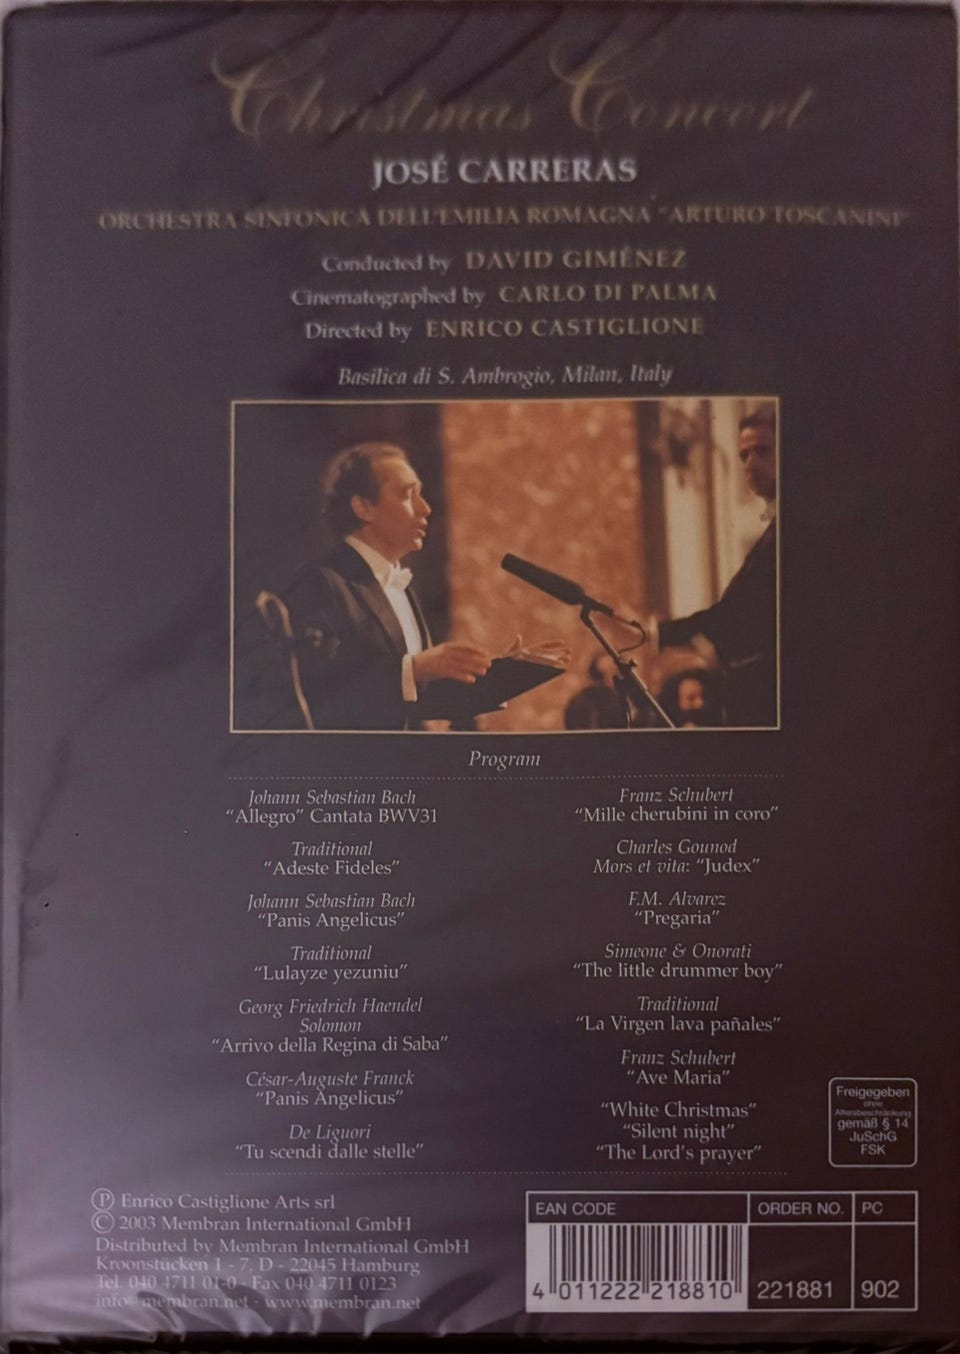 Christmas Concert
JOSÉ CARRERAS
ORCHESTRA SINFONICA DELL'EMILIA ROMAGNA "ARTURO TOSCANINI"
Conducted by DAVID GIMÉNEZ
Cinematographed by CARLO DI PALMA
Directed by ENRICO CASTIGLIONE
Basilica di S. Ambrogio, Milan, Italy
Program
Johann Sebastian Bach
"Allegro" Cantata BWV31
Traditional
"Adeste Fideles"
Johann Sebastian Bach
"Panis Angelicus"
Traditional
"Lulayze yezuniu"
Georg Friedrich Haendel
Solomon
"Arrivo della Regina di Saba"
César-Auguste Franck
"Panis Angelicus"
De Liguori
"Tu scendi dalle stelle"
Franz Schubert
"Mille cherubini in coro"
Charles Gounod
Mors et vita: "Judex"
F.M. Alvarez
"Pregaria"
Simeone & Onorati
"The little drummer boy"
Traditional
"La Virgen lava pañales"
Franz Schubert
"Ave Maria"
"White Christmas"
"Silent night"
"The Lord's prayer"
Freigegeben
ohne
Altersbeschränkung
gemäß § 14
JuSchG
FSK
Ⓟ Enrico Castiglione Arts srl
© 2003 Membran International GmbH
Distributed by Membran International GmbH
Kroonstücken 1 - 7, D - 22045 Hamburg
Tel. 040 4711 01-0 · Fax 040 4711 0123
info@membran.net · www.membran.net
EAN CODE
4 011222 218810
ORDER NO.
221881
PC
902